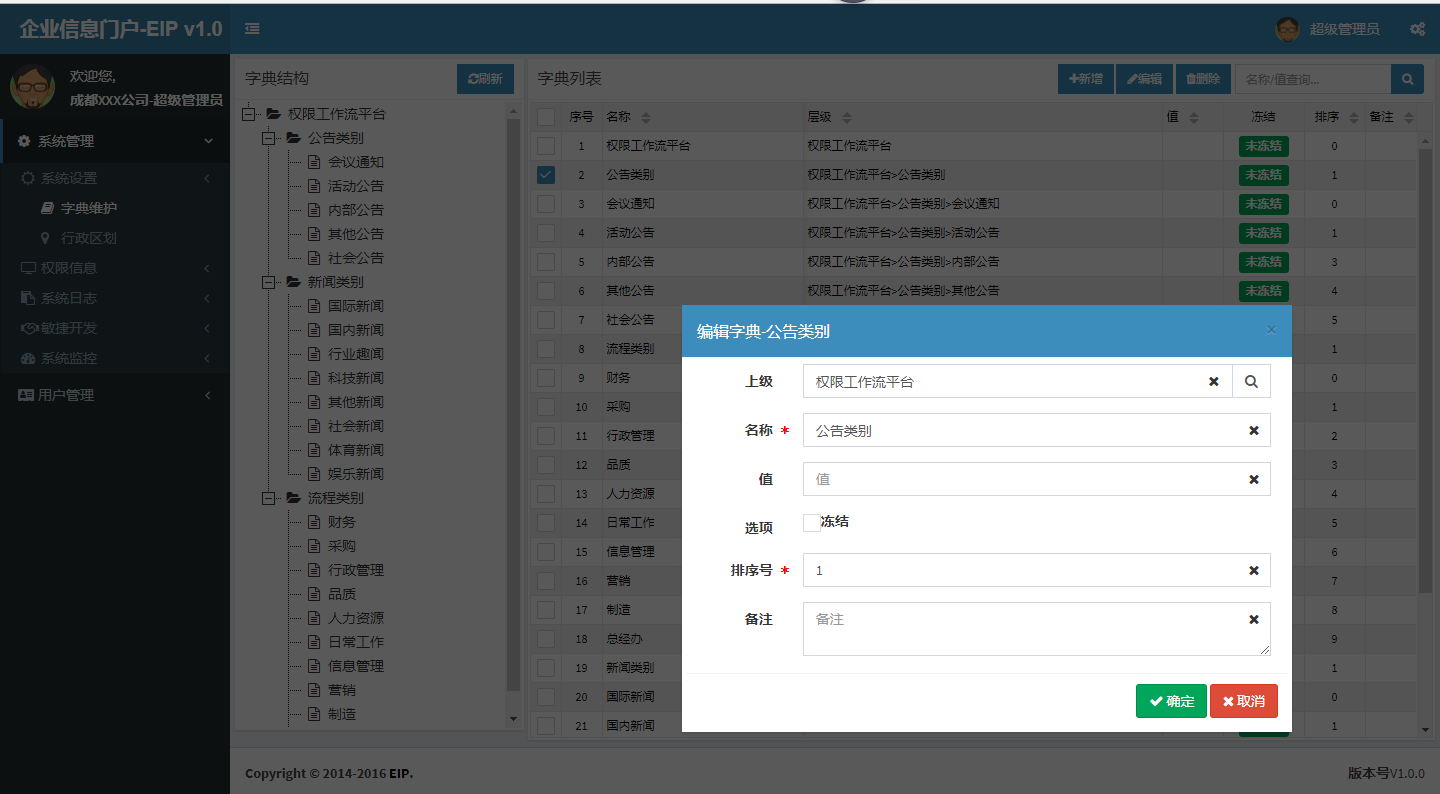 企业信息门户-EIP v1.0
超级管理员
欢迎您,
成都XXX公司-超级管理员
系统管理
系统设置
字典维护
行政区划
权限信息
系统日志
敏捷开发
系统监控
用户管理
字典结构
刷新
权限工作流平台
公告类别
会议通知
活动公告
内部公告
其他公告
社会公告
新闻类别
国际新闻
国内新闻
行业趣闻
科技新闻
其他新闻
社会新闻
体育新闻
娱乐新闻
流程类别
财务
采购
行政管理
品质
人力资源
日常工作
信息管理
营销
制造
字典列表
新增 编辑 删除 名称/值查询...
序号 名称 层级 值 冻结 排序 备注
1 权限工作流平台 权限工作流平台 未冻结 0
2 公告类别 权限工作流平台>公告类别 未冻结 1
3 会议通知 权限工作流平台>公告类别>会议通知 未冻结 0
4 活动公告 权限工作流平台>公告类别>活动公告 未冻结 1
5 内部公告 权限工作流平台>公告类别>内部公告 未冻结 3
6 其他公告 权限工作流平台>公告类别>其他公告 未冻结 4
7 社会公告 5
8 流程类别 1
9 财务 0
10 采购 1
11 行政管理 2
12 品质 3
13 人力资源 4
14 日常工作 5
15 信息管理 6
16 营销 7
17 制造 8
18 总经办 9
19 新闻类别 1
20 国际新闻 0
21 国内新闻 1
编辑字典-公告类别
×
上级 权限工作流平台
名称 * 公告类别
值 值
选项 冻结
排序号 * 1
备注 备注
确定 取消
Copyright © 2014-2016 EIP.
版本号V1.0.0